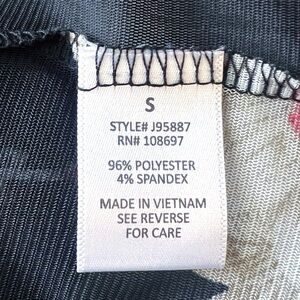 S
STYLE# J95887
RN# 108697
96% POLYESTER
4% SPANDEX
MADE IN VIETNAM
SEE REVERSE
FOR CARE